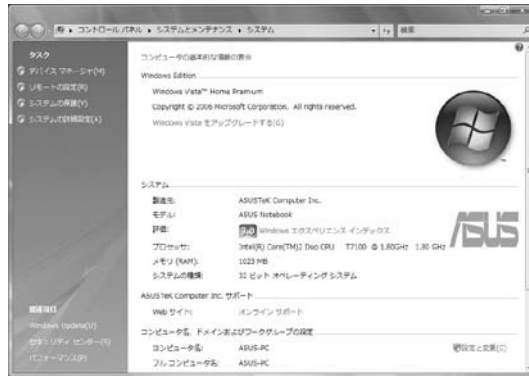 コントロール パネル ▸ システムとメンテナンス ▸ システム
検索
タスク
デバイス マネージャ(M)
リモートの設定(R)
システムの保護(Y)
システムの詳細設定(A)
コンピュータの基本的な情報の表示
Windows Edition
Windows Vista™ Home Premium
Copyright © 2006 Microsoft Corporation. All rights reserved.
Windows Vista をアップグレードする(G)
システム
製造元: ASUSTeK Computer Inc.
モデル: ASUS Notebook
評価: 3.0 Windows エクスペリエンス インデックス
プロセッサ: Intel(R) Core(TM)2 Duo CPU T7100 @ 1.80GHz 1.80 GHz
メモリ (RAM): 1023 MB
システムの種類: 32 ビット オペレーティング システム
ASUS
ASUSTeK Computer Inc. サポート
Web サイト: オンライン サポート
コンピュータ名、ドメインおよびワークグループの設定
コンピュータ名: ASUS-PC
設定と変更(C)
フル コンピュータ名: ASUS-PC
関連項目
Windows Update(U)
セキュリティ センター(S)
パフォーマンス(P)